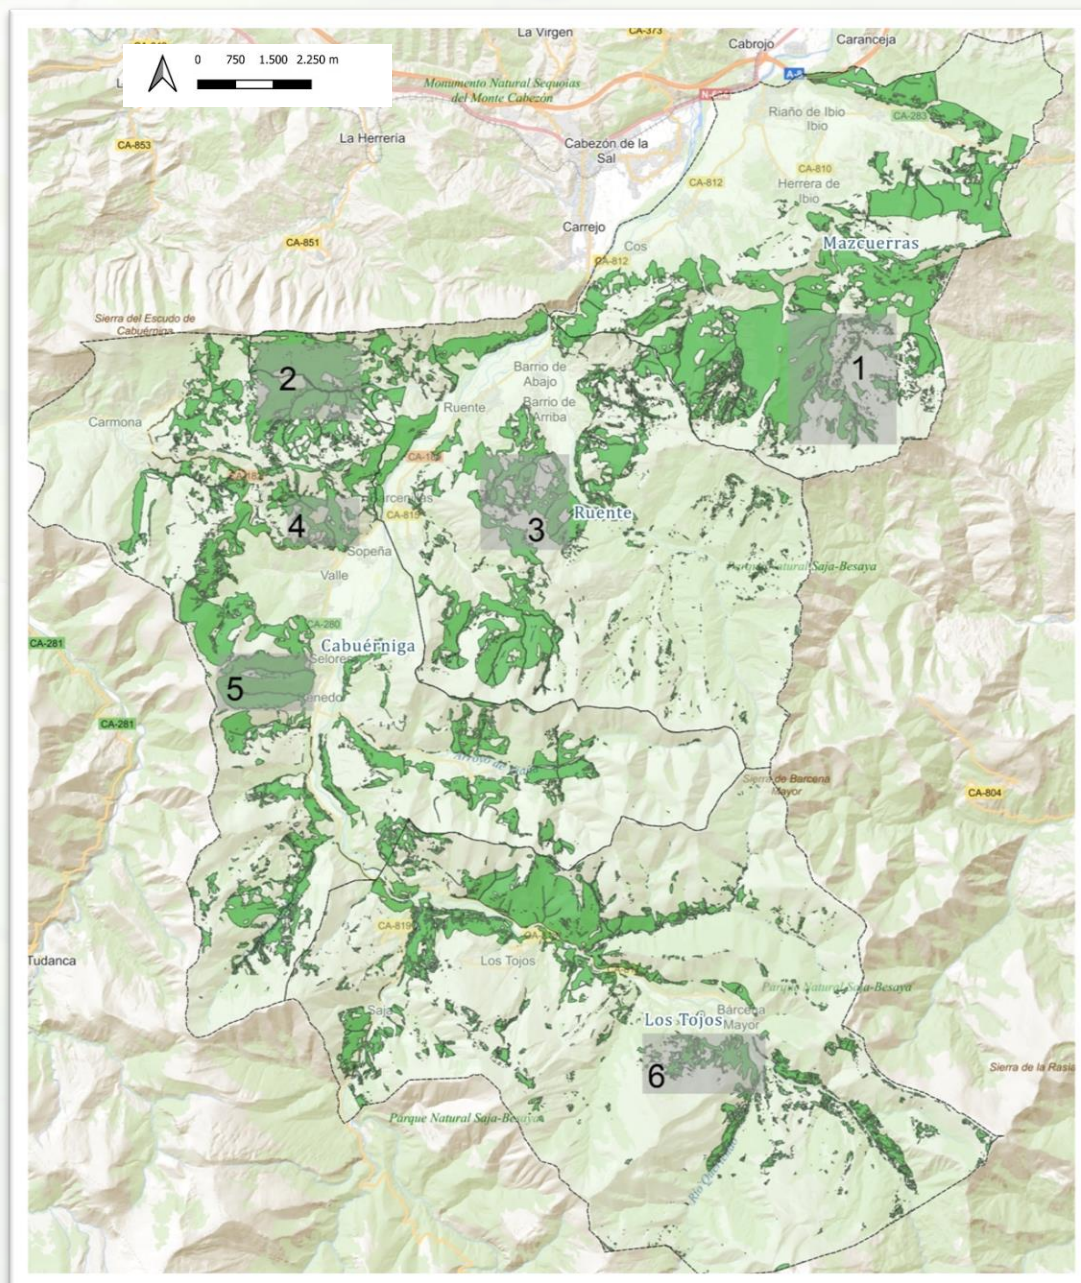 La Virgen
CA-373
Cabrojo
Caranceja
0 750 1.500 2.250 m
A-8
Monumento Natural Sequoias
del Monte Cabezón
Riaño de Ibio
Ibio
CA-283
CA-853
La Herrería
Cabezón de la
Sal
CA-810
CA-812
Herrera de
Ibio
Carrejo
CA-851
Cos
Mazcuerras
CA-812
Sierra del Escudo de
Cabuérniga
1
2
Barrio de
Abajo
Ruente
Barrio de
Arriba
Carmona
3
Ruente
4
Sopeña
Valle
Parque Natural Saja-Besaya
CA-280
CA-281
Cabuérniga
Selores
5
CA-281
Sierra de Barcena
Mayor
CA-804
CA-819
Los Tojos
Tudanca
Parque Natural Saja-Besaya
Saja
Los Tojos
Bárcena
Mayor
6
Sierra de la Rasía
Parque Natural Saja-Besaya